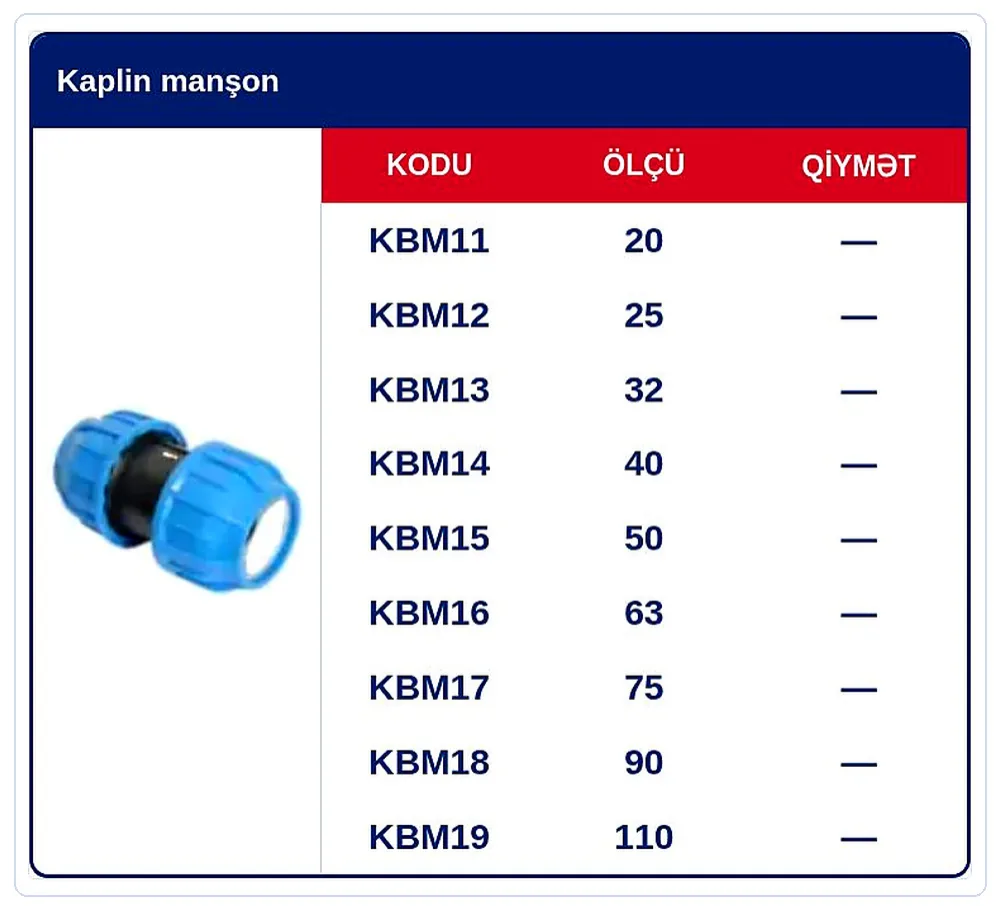 Kaplin manşon
KODU ÖLÇÜ QİYMƏT
KBM11 20 —
KBM12 25 —
KBM13 32 —
KBM14 40 —
KBM15 50 —
KBM16 63 —
KBM17 75 —
KBM18 90 —
KBM19 110 —